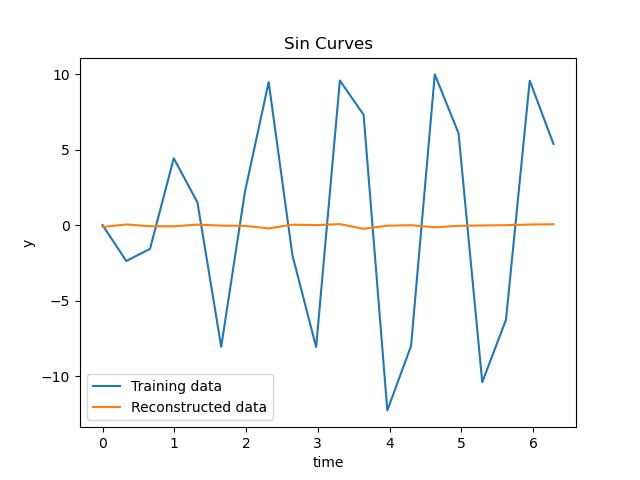 Sin Curves
10
5
0
−5
−10
y
0 1 2 3 4 5 6
time
Training data
Reconstructed data